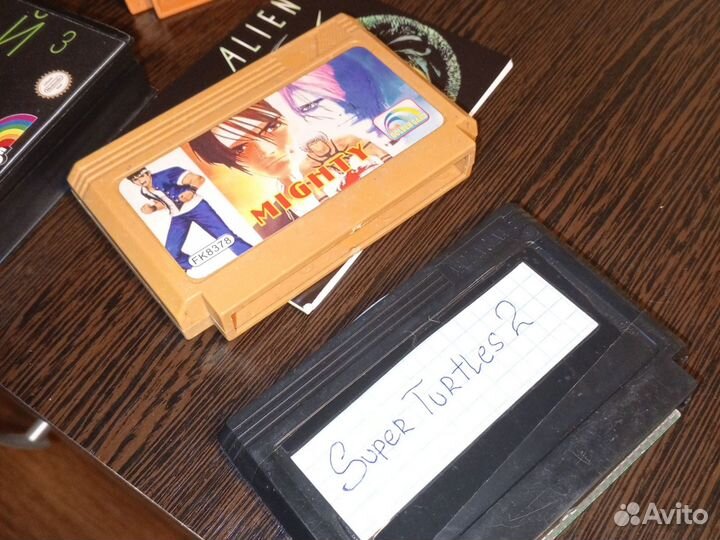 Й 3
ALIEN
MIGHTY
FK8378
Super Turtles 2
Avito